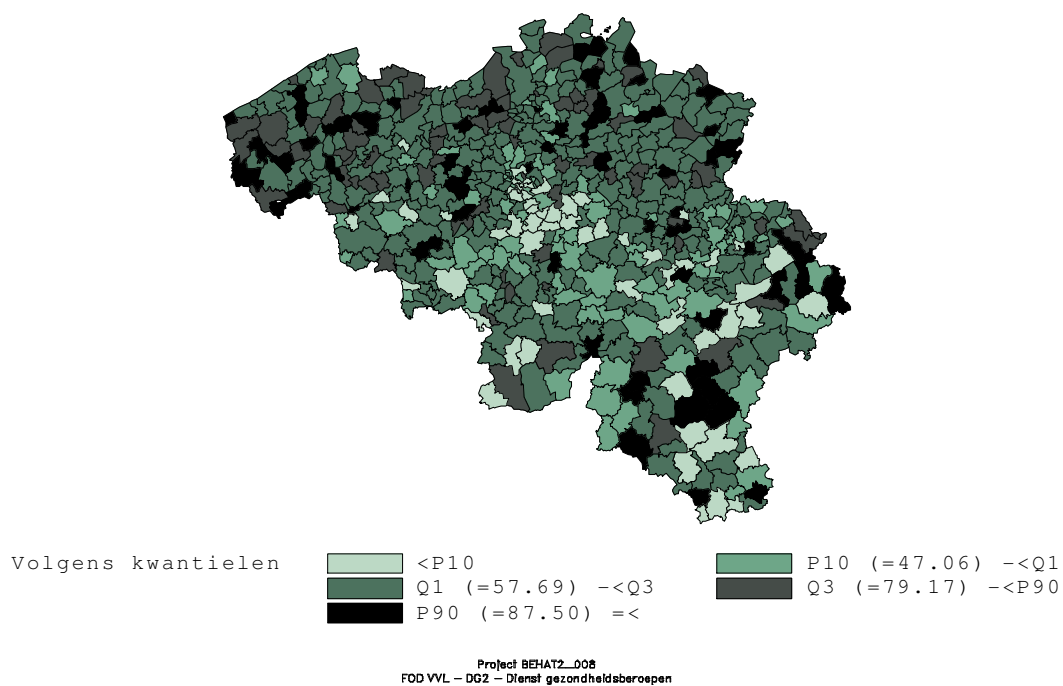 Volgens kwantielen
<P10
P10 (=47.06) -<Q1
Q1 (=57.69) -<Q3
Q3 (=79.17) -<P90
P90 (=87.50) =<
Project BEHAT2_008
FOD VVL - DG2 - Dienst gezondheidsberoepen